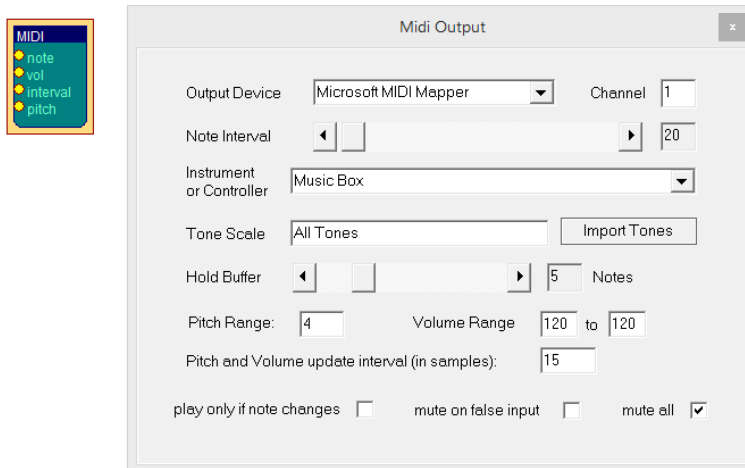 MIDI
note
vol
interval
pitch
Midi Output
x
Output Device Microsoft MIDI Mapper Channel 1
Note Interval 20
Instrument
or Controller Music Box
Tone Scale All Tones Import Tones
Hold Buffer 5 Notes
Pitch Range: 4 Volume Range 120 to 120
Pitch and Volume update interval (in samples): 15
play only if note changes mute on false input mute all